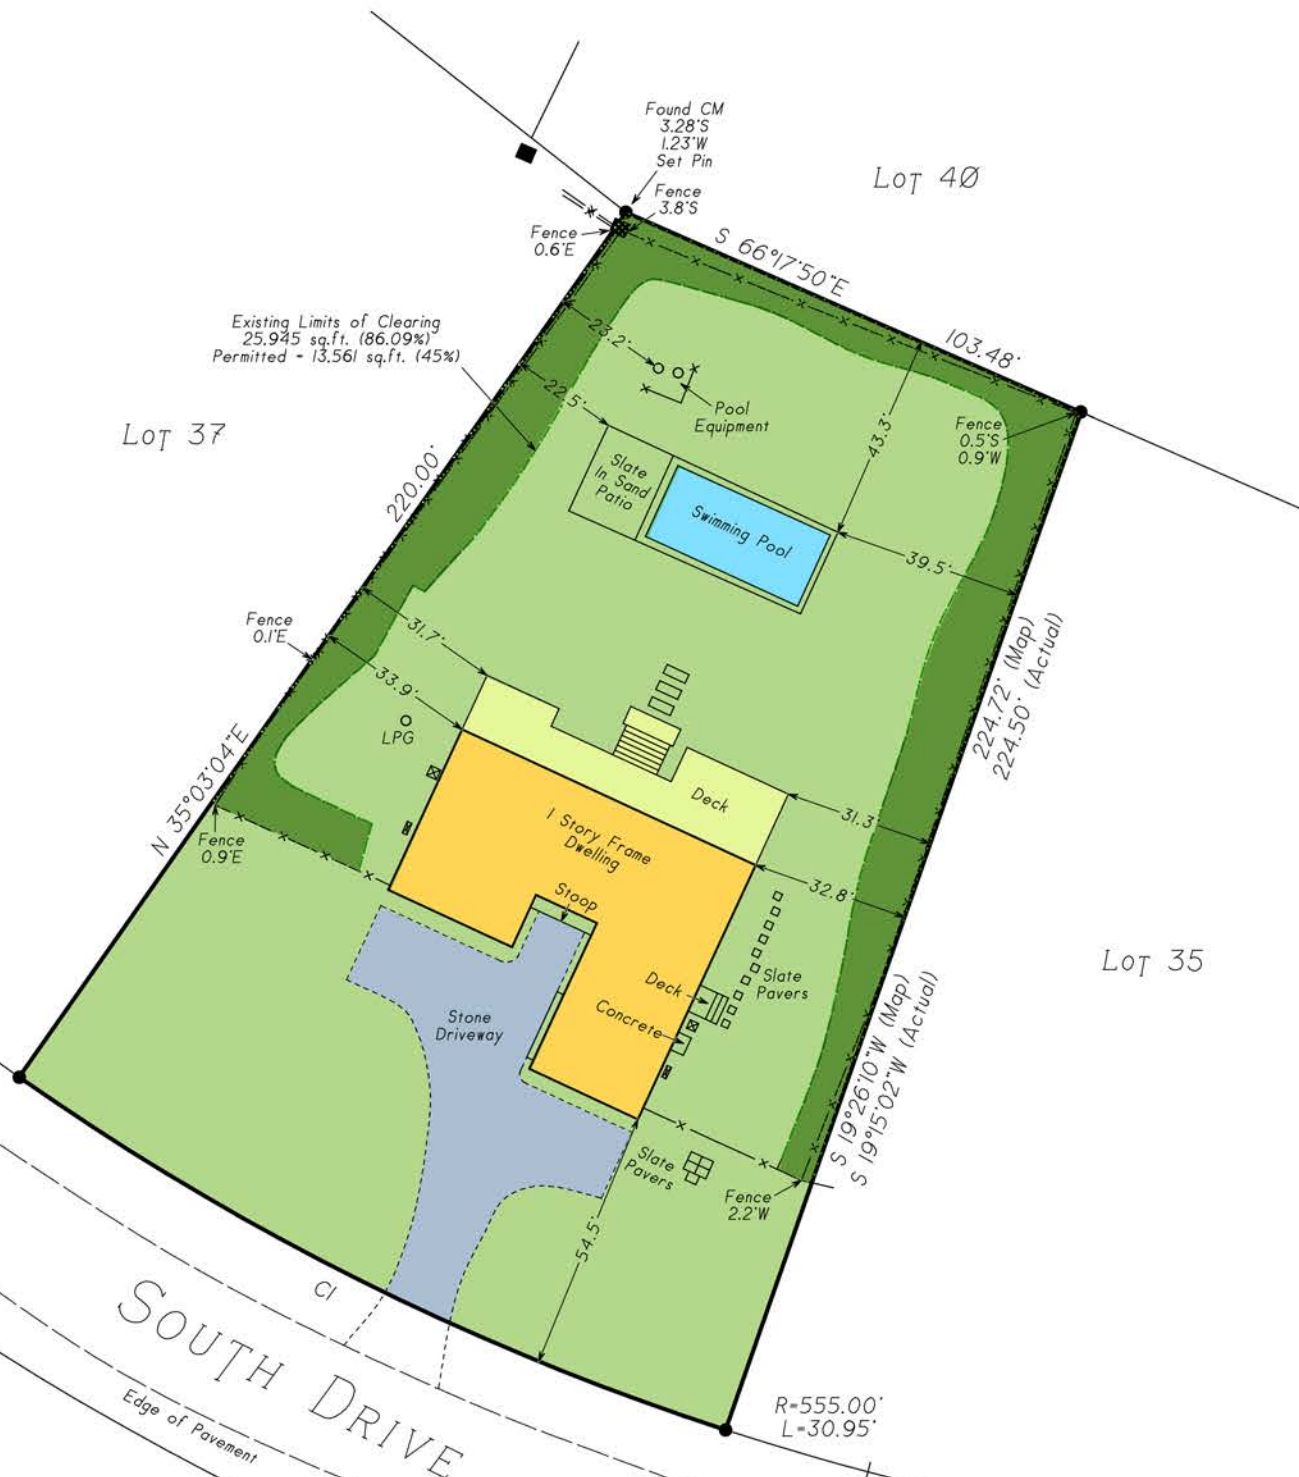 Found CM
3.28'S
1.23'W
Set Pin
LOT 40
Fence
3.8'S
Fence
0.6'E
S 66°17'50"E
103.48'
Existing Limits of Clearing
25,945 sq.ft. (86.09%)
Permitted - 13,561 sq.ft. (45%)
23.2'
22.5'
Pool
Equipment
43.3'
Fence
0.5'S
0.9'W
LOT 37
220.00'
Slate
In Sand
Patio
Swimming Pool
39.5'
Fence
0.1'E
31.7'
33.9'
224.72' (Map)
224.50' (Actual)
LPG
N 35°03'04"E
Deck
31.3'
Fence
0.9'E
1 Story Frame
Dwelling
32.8'
Stoop
LOT 35
Deck
Slate
Pavers
Concrete
Stone
Driveway
S 19°26'10"W (Map)
S 19°15'02"W (Actual)
Slate
Pavers
Fence
2.2'W
54.5'
C1
SOUTH DRIVE
Edge of Pavement
R=555.00'
L=30.95'